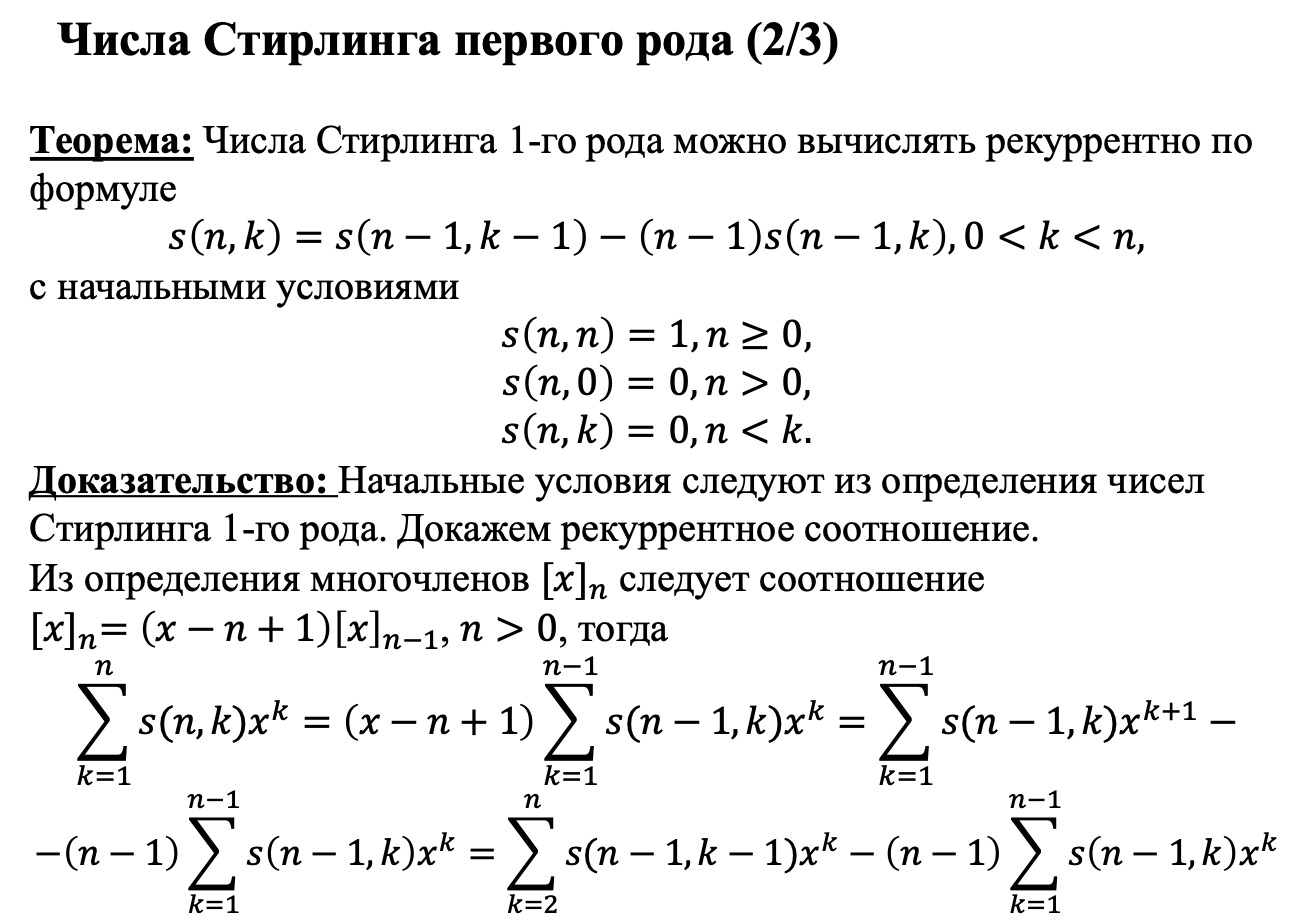 Числа Стирлинга первого рода (2/3)
Теорема: Числа Стирлинга 1-го рода можно вычислять рекуррентно по
формуле
s(n, k) = s(n − 1, k − 1) − (n − 1)s(n − 1, k), 0 < k < n,
с начальными условиями
s(n, n) = 1, n ≥ 0,
s(n, 0) = 0, n > 0,
s(n, k) = 0, n < k.
Доказательство: Начальные условия следуют из определения чисел
Стирлинга 1-го рода. Докажем рекуррентное соотношение.
Из определения многочленов [x]ₙ следует соотношение
[x]ₙ= (x − n + 1)[x]ₙ₋₁, n > 0, тогда
∑_{k=1}^{n} s(n, k)x^k = (x − n + 1) ∑_{k=1}^{n−1} s(n − 1, k)x^k = ∑_{k=1}^{n−1} s(n − 1, k)x^{k+1} −
−(n − 1) ∑_{k=1}^{n−1} s(n − 1, k)x^k = ∑_{k=2}^{n} s(n − 1, k − 1)x^k − (n − 1) ∑_{k=1}^{n−1} s(n − 1, k)x^k